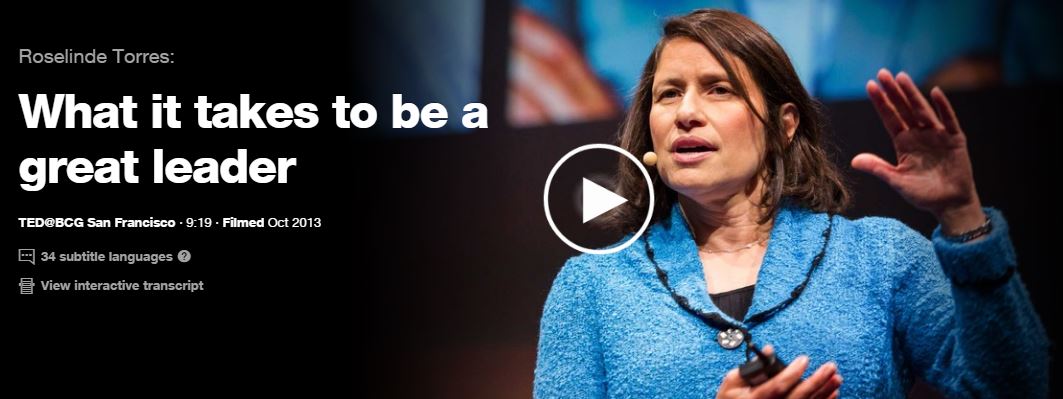 Roselinde Torres:
What it takes to be a
great leader
TED@BCG San Francisco · 9:19 · Filmed Oct 2013
34 subtitle languages ?
View interactive transcript